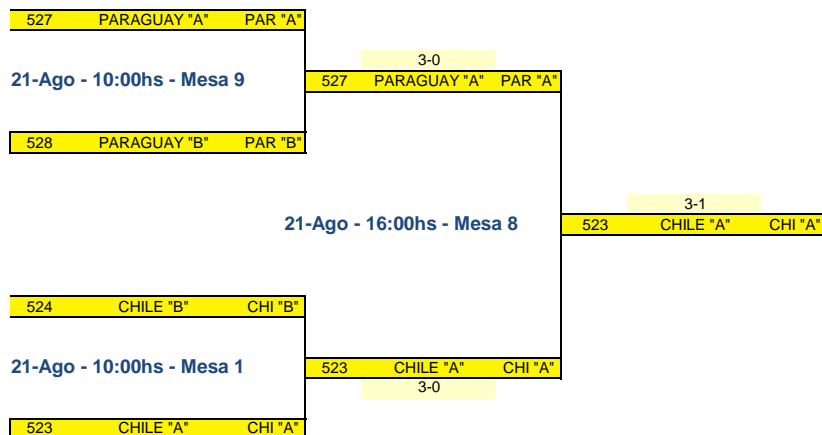 527 PARAGUAY "A" PAR "A"
3-0
21-Ago - 10:00hs - Mesa 9
527 PARAGUAY "A" PAR "A"
528 PARAGUAY "B" PAR "B"
3-1
21-Ago - 16:00hs - Mesa 8
523 CHILE "A" CHI "A"
524 CHILE "B" CHI "B"
21-Ago - 10:00hs - Mesa 1
523 CHILE "A" CHI "A"
3-0
523 CHILE "A" CHI "A"